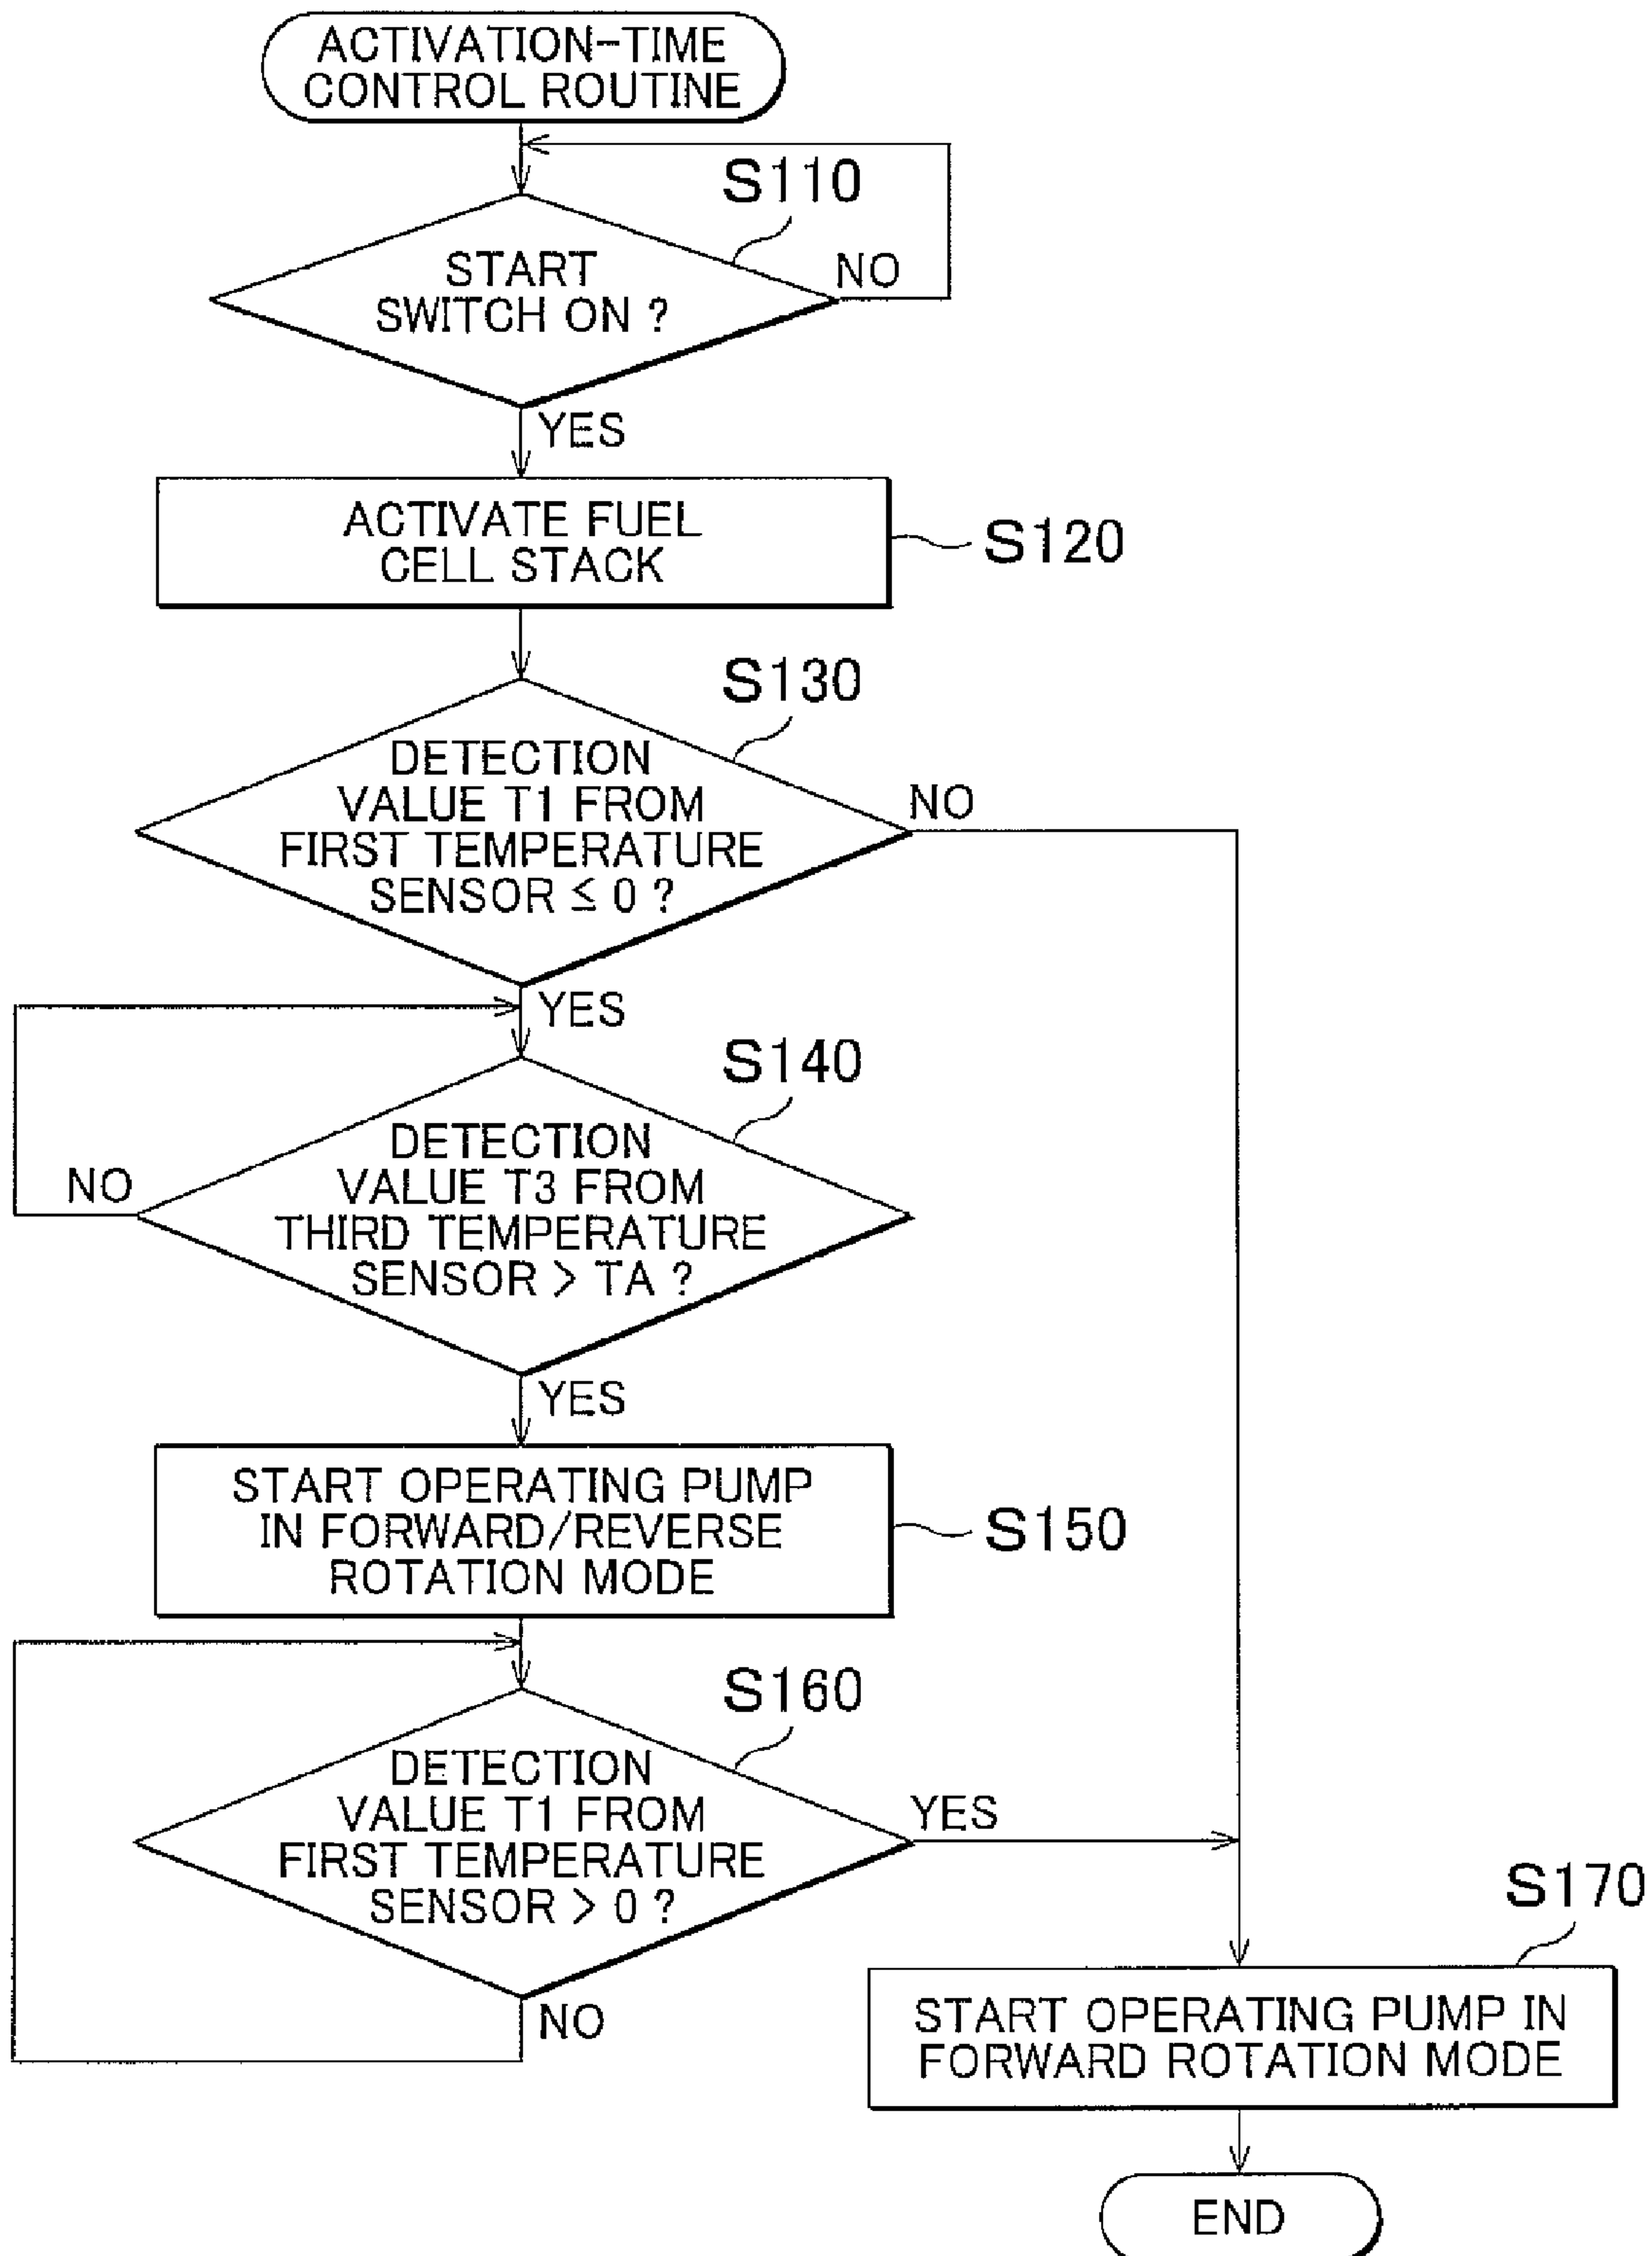 ACTIVATION-TIME
CONTROL ROUTINE
S110
START
SWITCH ON ?
NO
YES
ACTIVATE FUEL
CELL STACK
S120
S130
DETECTION
VALUE T1 FROM
FIRST TEMPERATURE
SENSOR ≤ 0 ?
NO
YES
S140
DETECTION
VALUE T3 FROM
THIRD TEMPERATURE
SENSOR > TA ?
NO
YES
START OPERATING PUMP
IN FORWARD/REVERSE
ROTATION MODE
S150
S160
DETECTION
VALUE T1 FROM
FIRST TEMPERATURE
SENSOR > 0 ?
YES
NO
S170
START OPERATING PUMP IN
FORWARD ROTATION MODE
END